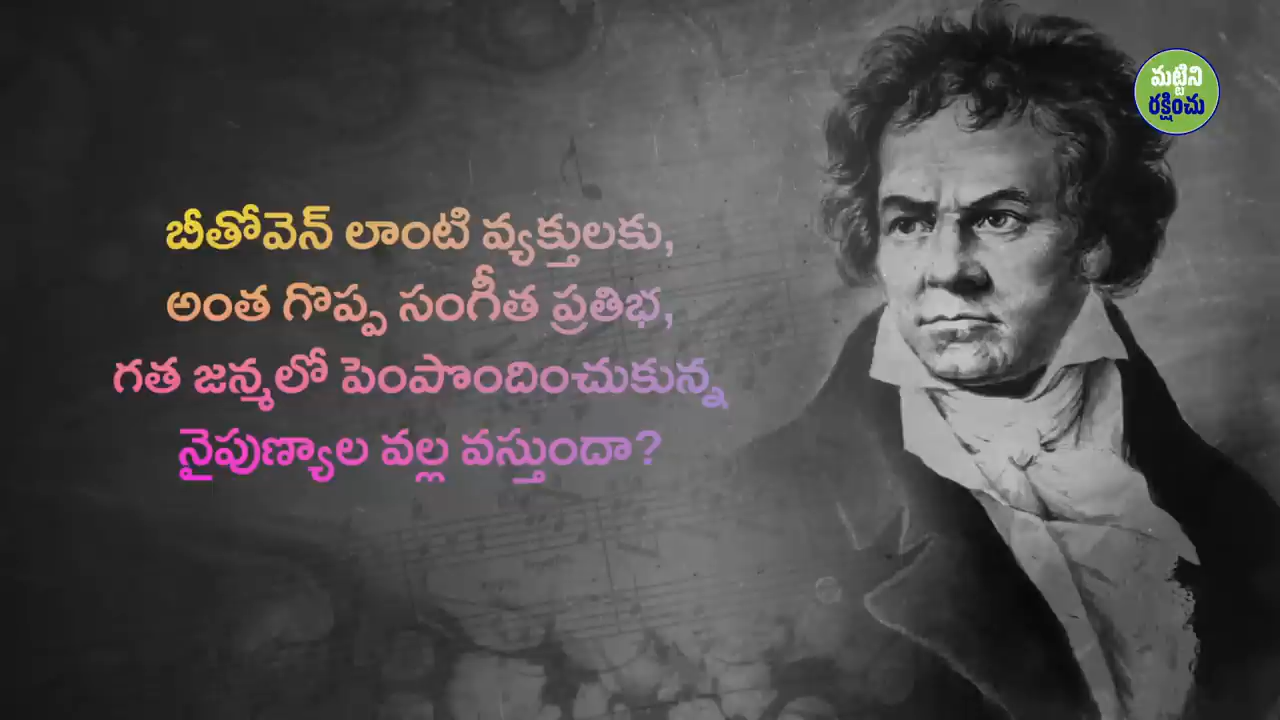 బీతోవెన్ లాంటి వ్యక్తులకు,
అంత గొప్ప సంగీత ప్రతిభ,
గత జన్మలో పెంపొందించుకున్న
నైపుణ్యాల వల్ల వస్తుందా?
మట్టిని
రక్షించు